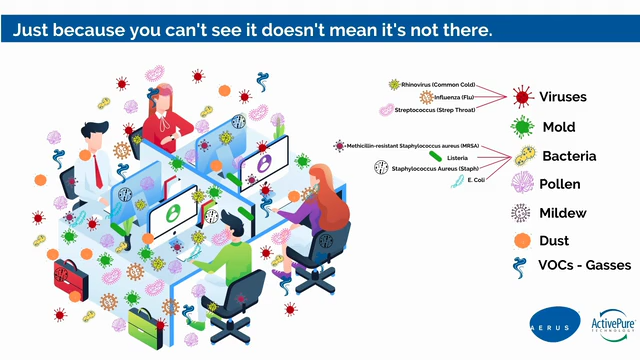 Just because you can't see it doesn't mean it's not there.
Rhinovirus (Common Cold)
Influenza (Flu)
Streptococcus (Strep Throat)
Viruses
Mold
Methicillin-resistant Staphylococcus aureus (MRSA)
Listeria
Staphylococcus Aureus (Staph)
E. Coli
Bacteria
Pollen
Mildew
Dust
VOCs - Gasses
AERUS
ActivePure
TECHNOLOGY